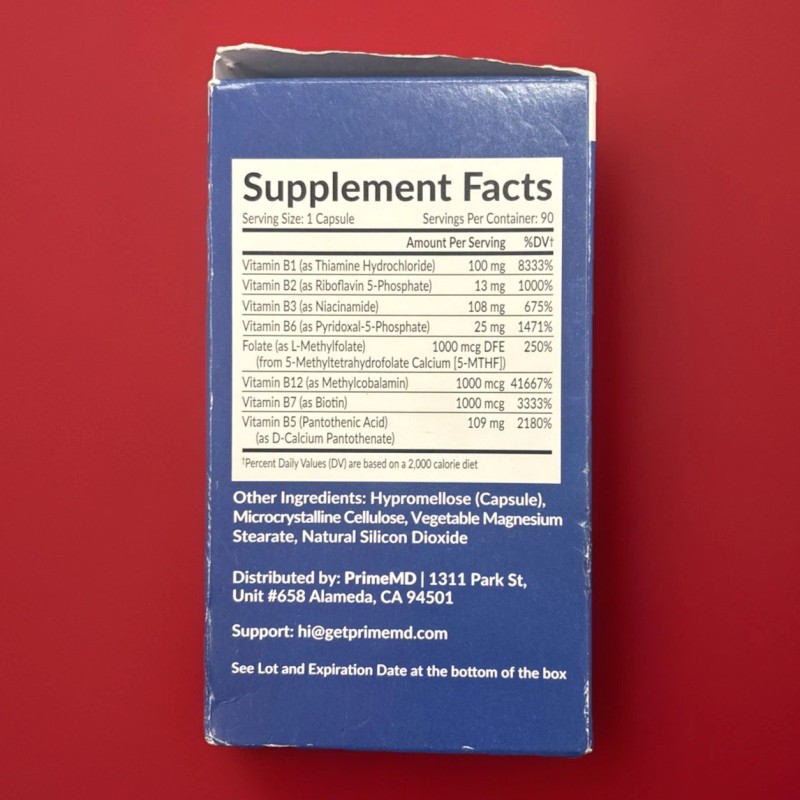 Supplement Facts
Serving Size: 1 Capsule Servings Per Container: 90
Amount Per Serving %DV†
Vitamin B1 (as Thiamine Hydrochloride) 100 mg 8333%
Vitamin B2 (as Riboflavin 5-Phosphate) 13 mg 1000%
Vitamin B3 (as Niacinamide) 108 mg 675%
Vitamin B6 (as Pyridoxal-5-Phosphate) 25 mg 1471%
Folate (as L-Methylfolate) 1000 mcg DFE 250%
(from 5-Methyltetrahydrofolate Calcium [5-MTHF])
Vitamin B12 (as Methylcobalamin) 1000 mcg 41667%
Vitamin B7 (as Biotin) 1000 mcg 3333%
Vitamin B5 (Pantothenic Acid) 109 mg 2180%
(as D-Calcium Pantothenate)
†Percent Daily Values (DV) are based on a 2,000 calorie diet
Other Ingredients: Hypromellose (Capsule),
Microcrystalline Cellulose, Vegetable Magnesium
Stearate, Natural Silicon Dioxide
Distributed by: PrimeMD | 1311 Park St,
Unit #658 Alameda, CA 94501
Support: hi@getprimemd.com
See Lot and Expiration Date at the bottom of the box